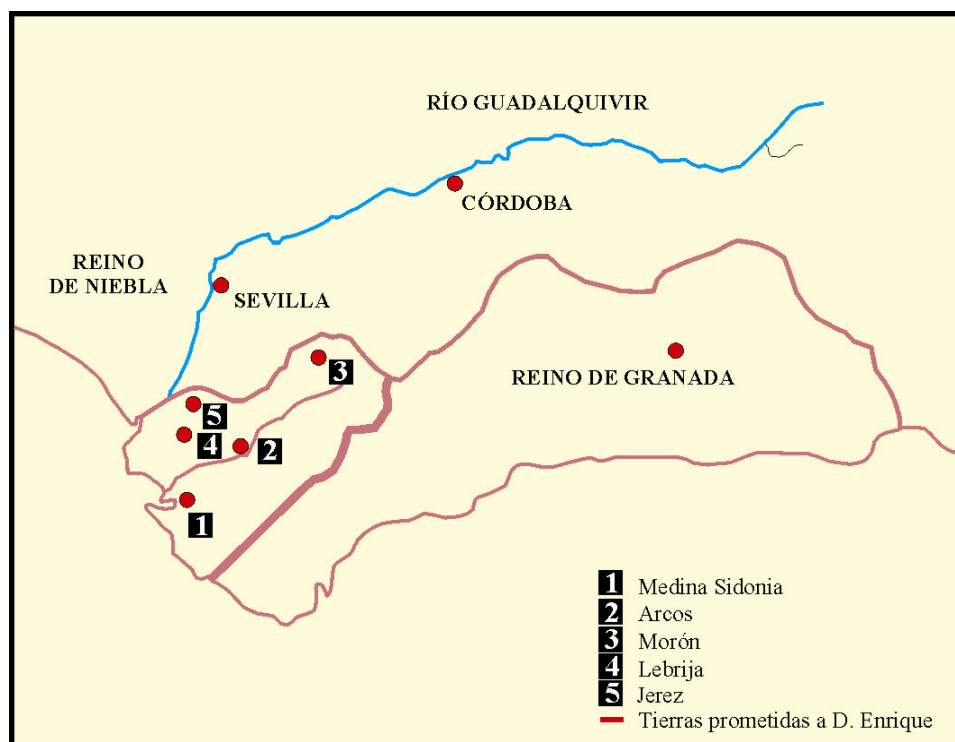 RÍO GUADALQUIVIR
CÓRDOBA
REINO
DE NIEBLA
SEVILLA
3
REINO DE GRANADA
5
4
2
1
1 Medina Sidonia
2 Arcos
3 Morón
4 Lebrija
5 Jerez
Tierras prometidas a D. Enrique